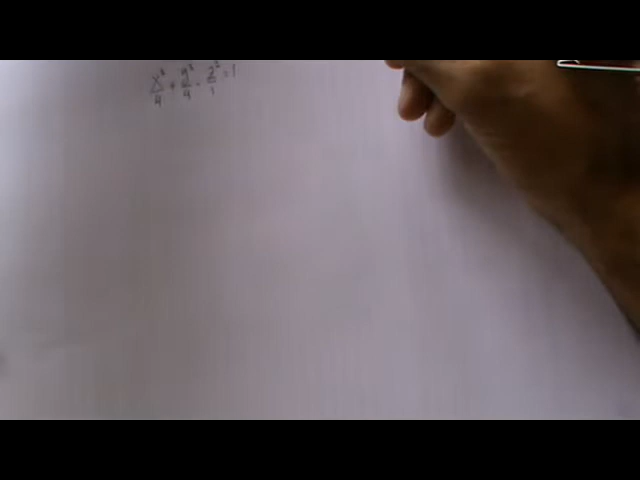 x²/4 + y²/4 - z²/1 = 1